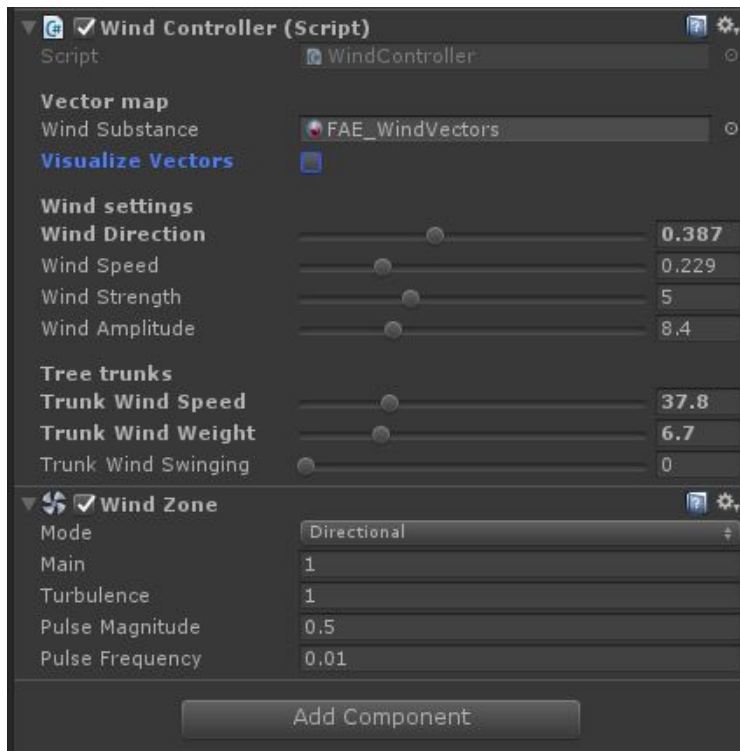 Wind Controller (Script)
Script WindController
Vector map
Wind Substance FAE_WindVectors
Visualize Vectors
Wind settings
Wind Direction 0.387
Wind Speed 0.229
Wind Strength 5
Wind Amplitude 8.4
Tree trunks
Trunk Wind Speed 37.8
Trunk Wind Weight 6.7
Trunk Wind Swinging 0
Wind Zone
Mode Directional
Main 1
Turbulence 1
Pulse Magnitude 0.5
Pulse Frequency 0.01
Add Component